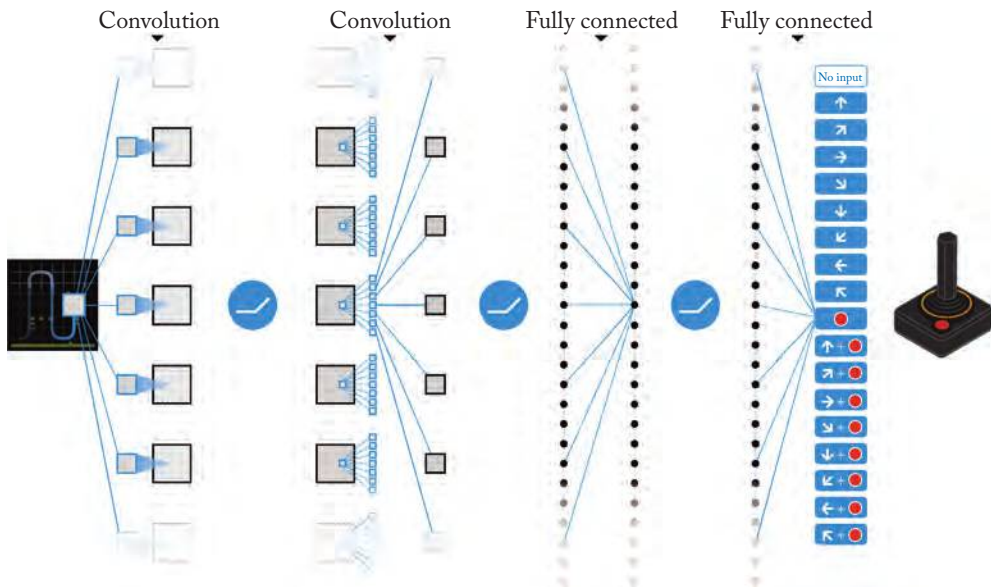 Convolution
Convolution
Fully connected
Fully connected
No input
+
+
+
+
+
+
+
+